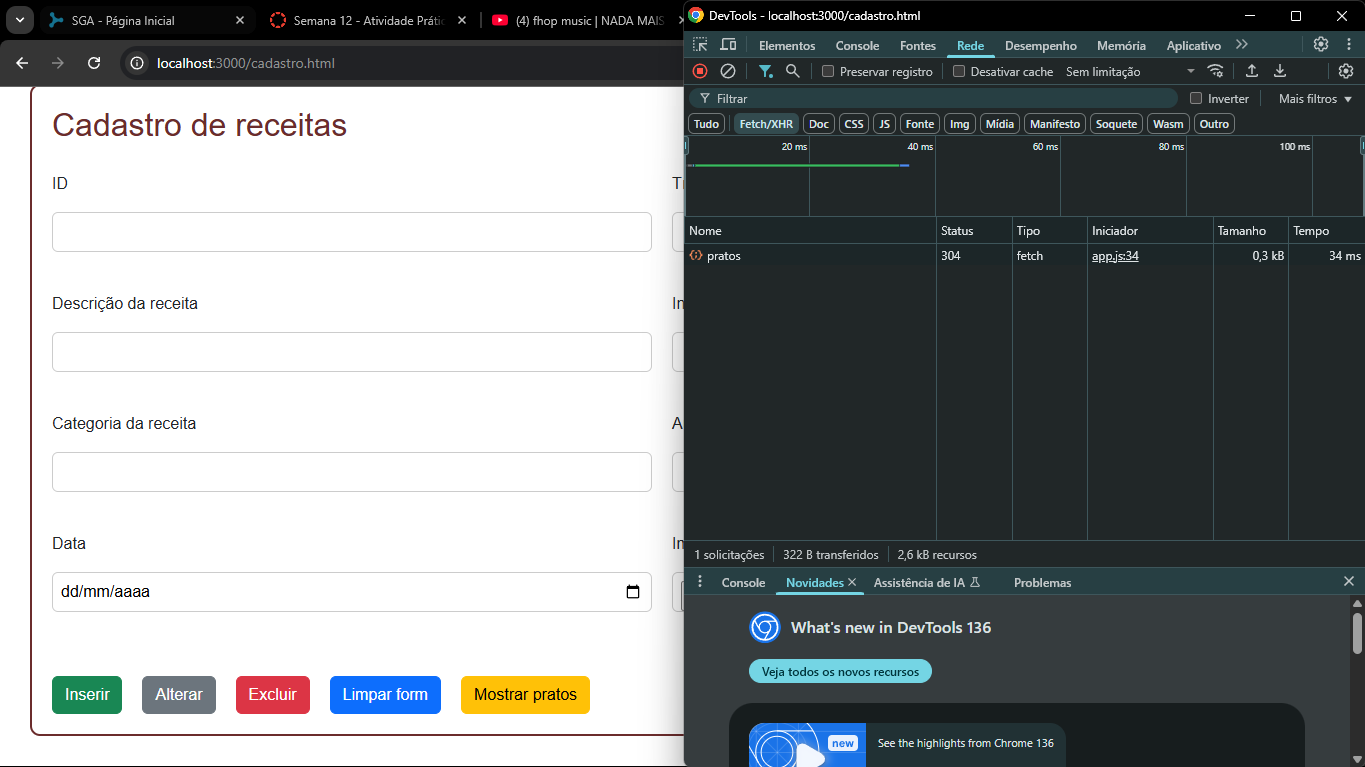 SGA - Página Inicial
Semana 12 - Atividade Prátic
(4) fhop music | NADA MAIS
localhost:3000/cadastro.html
Cadastro de receitas
ID
Descrição da receita
Categoria da receita
Data
dd/mm/aaaa
Inserir
Alterar
Excluir
Limpar form
Mostrar pratos
DevTools - localhost:3000/cadastro.html
Elementos Console Fontes Rede Desempenho Memória Aplicativo
Preservar registro Desativar cache Sem limitação
Filtrar Inverter Mais filtros
Tudo Fetch/XHR Doc CSS JS Fonte Img Mídia Manifesto Soquete Wasm Outro
20 ms 40 ms 60 ms 80 ms 100 ms
Nome Status Tipo Iniciador Tamanho Tempo
pratos 304 fetch app.js:34 0,3 kB 34 ms
1 solicitações 322 B transferidos 2,6 kB recursos
Console Novidades Assistência de IA Problemas
What's new in DevTools 136
Veja todos os novos recursos
new
See the highlights from Chrome 136